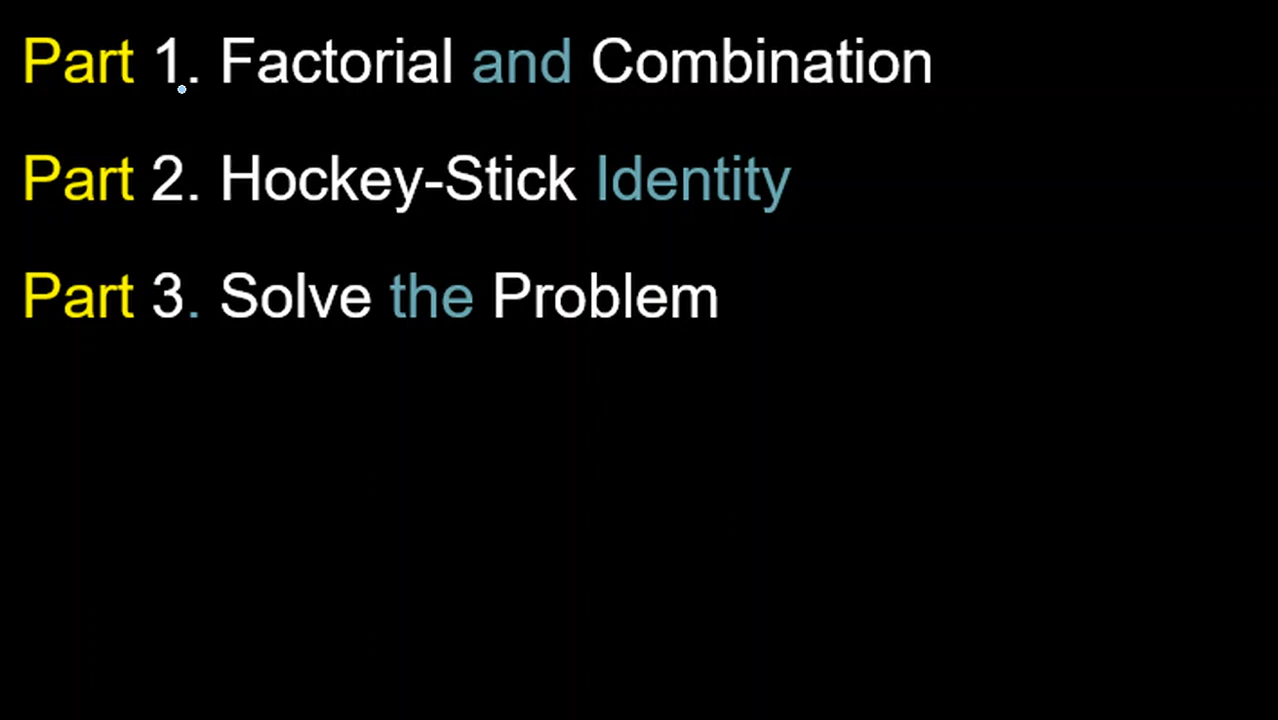 Part 1. Factorial and Combination
Part 2. Hockey-Stick Identity
Part 3. Solve the Problem